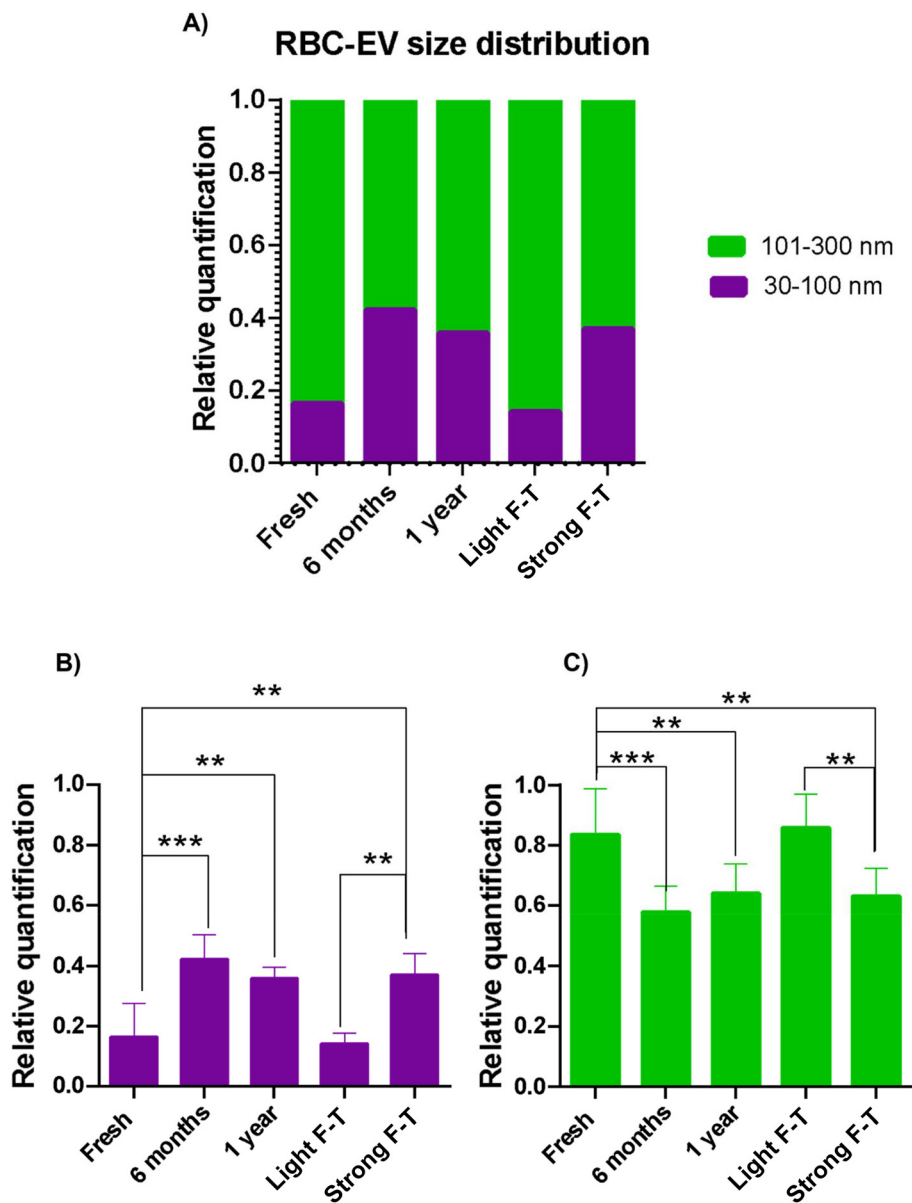 A)
RBC-EV size distribution
Relative quantification
1.0
0.8
0.6
0.4
0.2
0.0
Fresh
6 months
1 year
Light F-T
Strong F-T
101-300 nm
30-100 nm
B)
Relative quantification
1.0
0.8
0.6
0.4
0.2
0.0
**
**
***
**
Fresh
6 months
1 year
Light F-T
Strong F-T
C)
Relative quantification
1.0
0.8
0.6
0.4
0.2
0.0
**
**
***
**
Fresh
6 months
1 year
Light F-T
Strong F-T